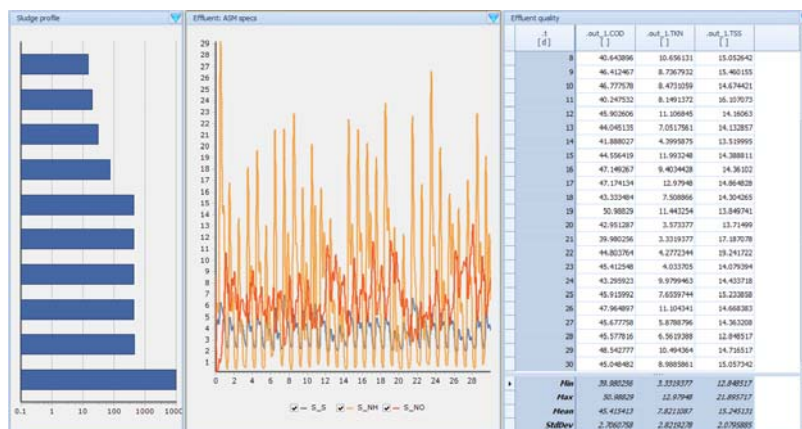 Sludge profile
0.1 1 10 100 1000
Effluent: ASM specs
29
28
27
26
25
24
23
22
21
20
19
18
17
16
15
14
13
12
11
10
9
8
7
6
5
4
3
2
1
0 2 4 6 8 10 12 14 16 18 20 22 24 26 28
S_S S_NH S_NO
Effluent quality
.t .out_1.COD .out_1.TKN .out_1.TSS
[d] [ ] [ ] [ ]
8 40.643896 10.656131 15.052642
9 46.412467 8.7367932 15.460155
10 46.777578 8.4731059 14.674421
11 40.247532 8.1491372 16.107073
12 45.902606 11.106845 14.16063
13 44.045135 7.0517561 14.132857
14 41.888027 4.3995875 13.519995
15 44.556419 11.993248 14.388811
16 47.149267 9.4034428 14.36102
17 47.174134 12.97948 14.864828
18 43.333484 7.508866 14.304265
19 50.98829 11.443254 13.849741
20 42.951287 3.573377 13.71499
21 39.980256 3.3319377 17.187078
22 44.803764 4.2772344 19.241722
23 45.412548 4.033705 14.079394
24 43.295923 9.9799463 14.433718
25 45.915992 7.6559744 15.233858
26 47.964897 11.104341 14.668383
27 45.677758 5.8788796 14.363208
28 45.577816 6.5619388 12.848517
29 48.542777 10.494364 14.716517
30 45.048482 8.9885861 15.057342
Min 39.980256 3.3319377 12.848517
Max 50.98829 12.97948 21.895717
Mean 45.415413 7.8211087 15.245131
StdDev 2.7060758 2.8219278 2.0795885